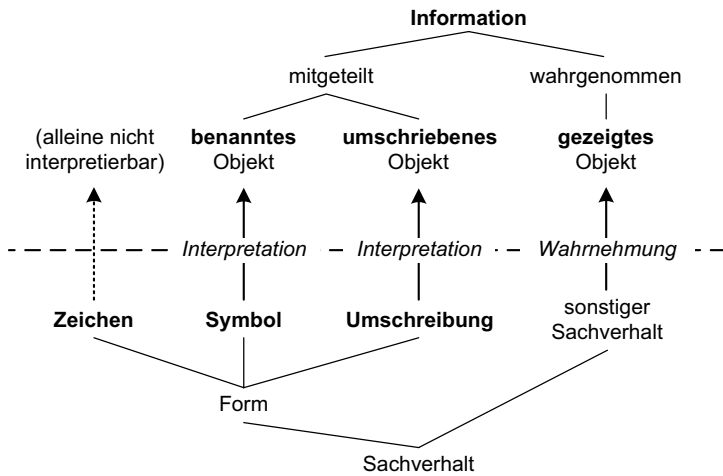 Information
mitgeteilt wahrgenommen
(alleine nicht benanntes umschriebenes gezeigtes
interpretierbar) Objekt Objekt Objekt
Interpretation Interpretation Wahrnehmung
Zeichen Symbol Umschreibung sonstiger
Sachverhalt
Form
Sachverhalt